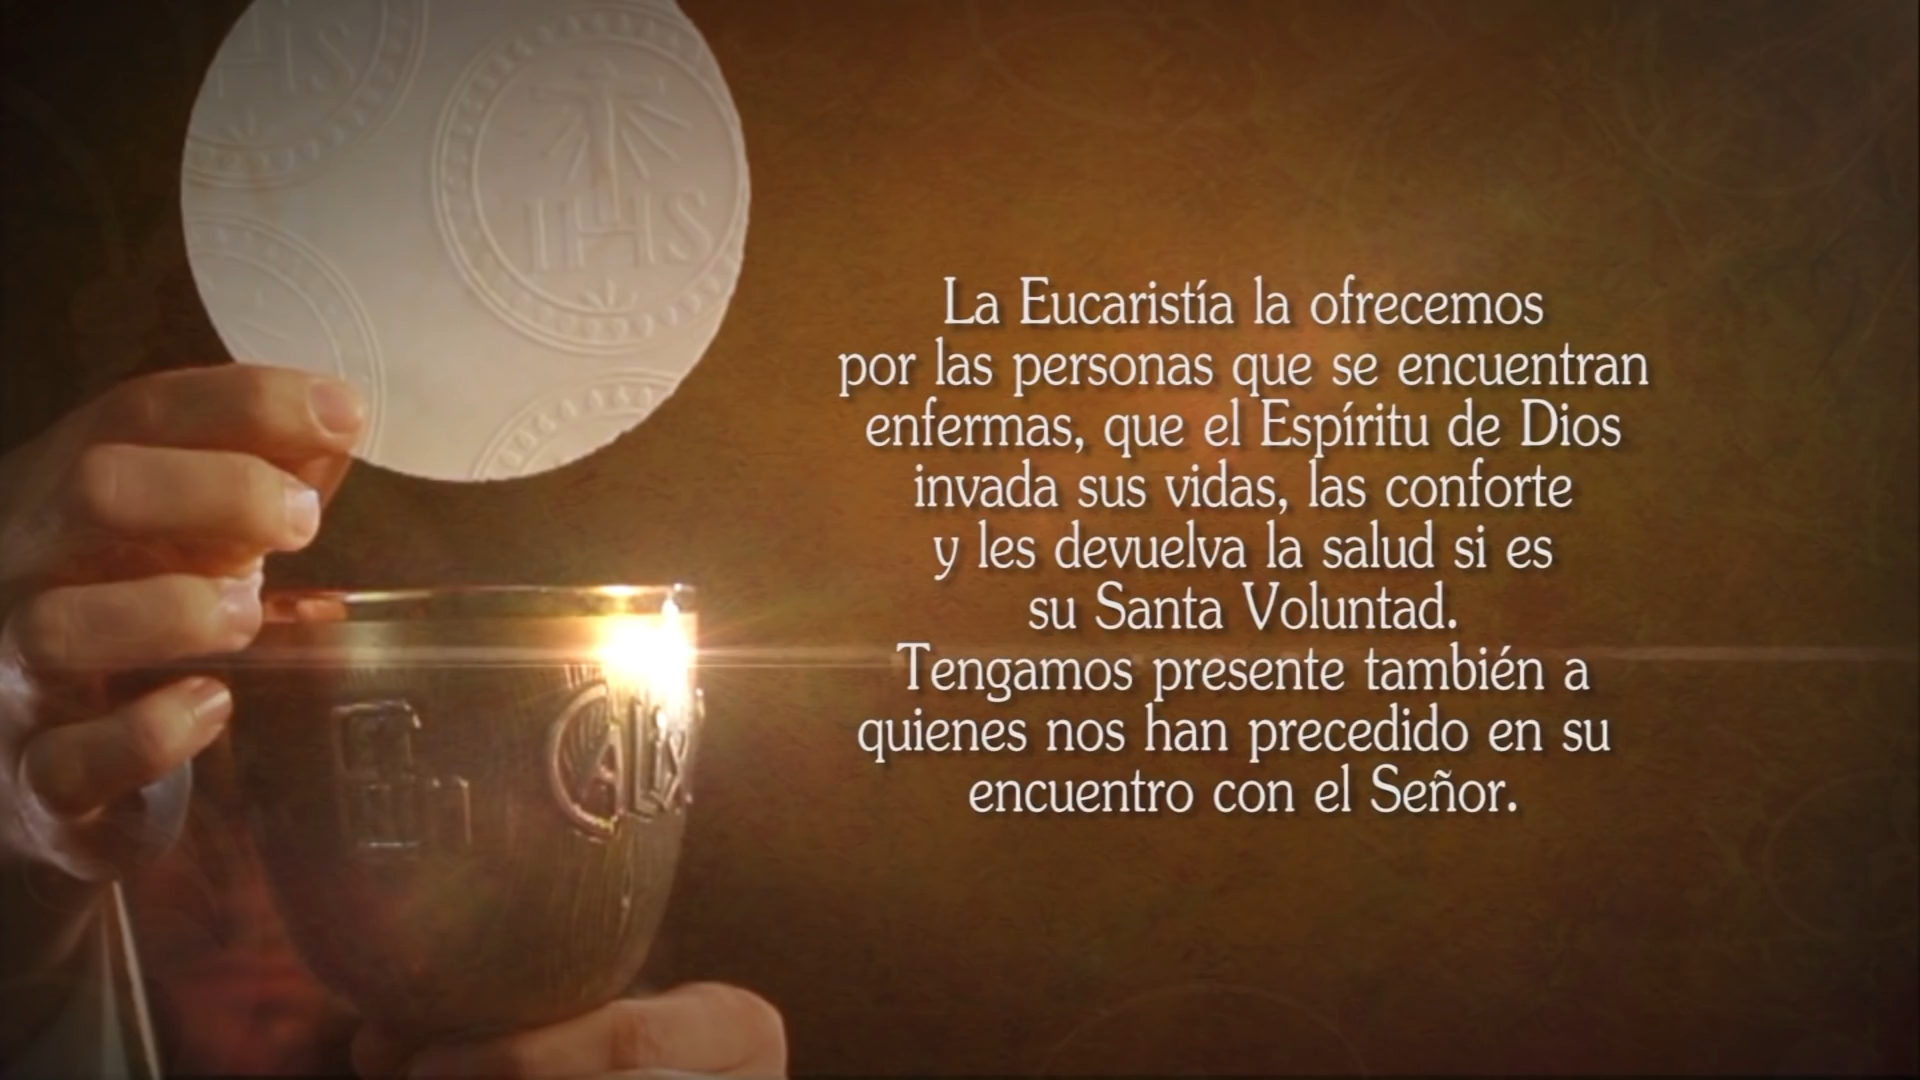 IHS
La Eucaristía la ofrecemos
por las personas que se encuentran
enfermas, que el Espíritu de Dios
invada sus vidas, las conforte
y les devuelva la salud si es
su Santa Voluntad.
Tengamos presente también a
quienes nos han precedido en su
encuentro con el Señor.